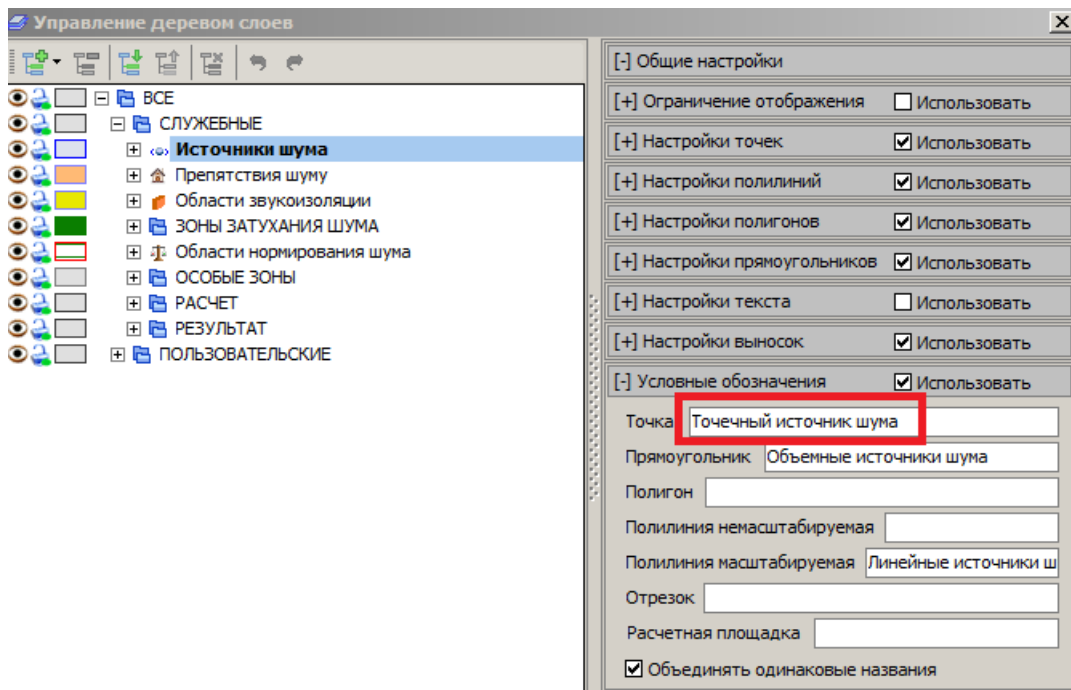 Управление деревом слоев
ВСЕ
СЛУЖЕБНЫЕ
Источники шума
Препятствия шуму
Области звукоизоляции
ЗОНЫ ЗАТУХАНИЯ ШУМА
Области нормирования шума
ОСОБЫЕ ЗОНЫ
РАСЧЕТ
РЕЗУЛЬТАТ
ПОЛЬЗОВАТЕЛЬСКИЕ
[-] Общие настройки
[+] Ограничение отображения Использовать
[+] Настройки точек Использовать
[+] Настройки полилиний Использовать
[+] Настройки полигонов Использовать
[+] Настройки прямоугольников Использовать
[+] Настройки текста Использовать
[+] Настройки выносок Использовать
[-] Условные обозначения Использовать
Точка Точечный источник шума
Прямоугольник Объемные источники шума
Полигон
Полилиния немасштабируемая
Полилиния масштабируемая Линейные источники ш
Отрезок
Расчетная площадка
Объединять одинаковые названия